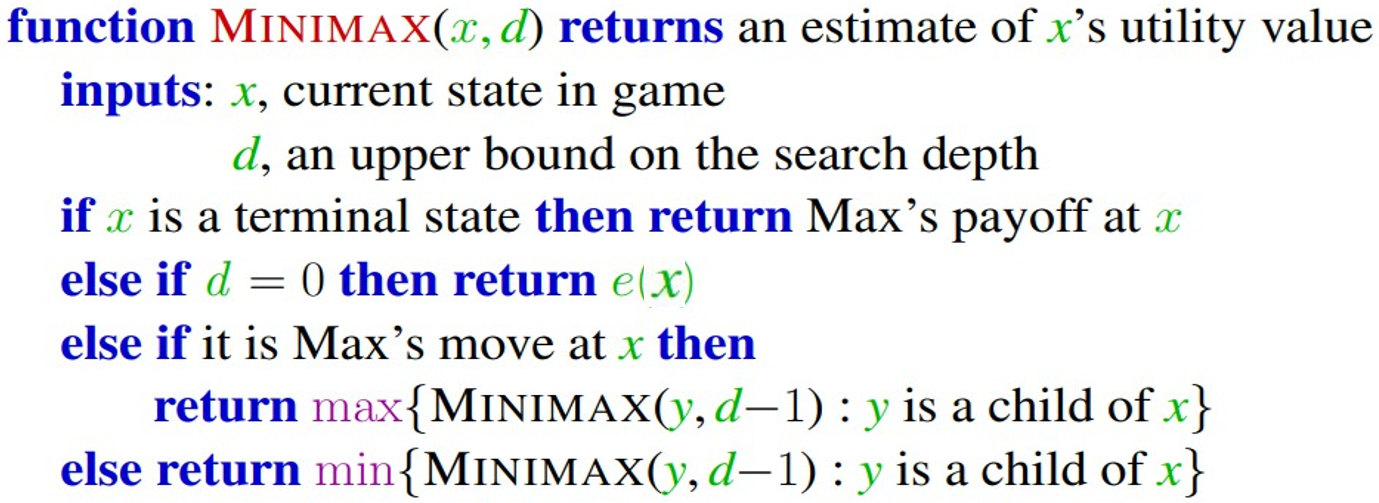 function MINIMAX(x, d) returns an estimate of x's utility value
inputs: x, current state in game
d, an upper bound on the search depth
if x is a terminal state then return Max's payoff at x
else if d = 0 then return e(x)
else if it is Max's move at x then
return max{MINIMAX(y, d−1) : y is a child of x}
else return min{MINIMAX(y, d−1) : y is a child of x}